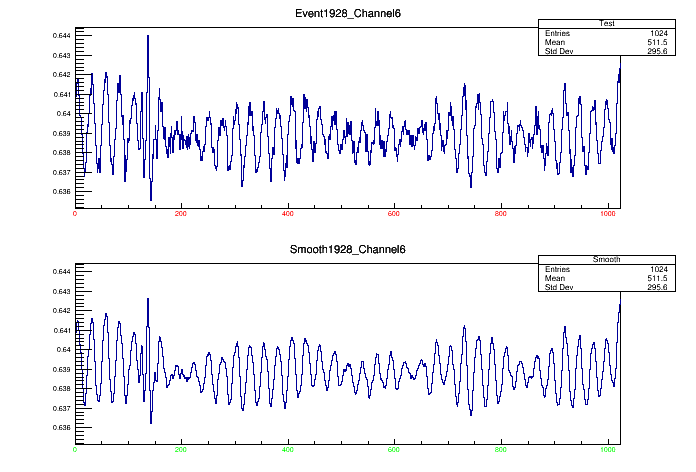 Event1928_Channel6
Test
Entries 1024
Mean 511.5
Std Dev 295.6
0.644
0.643
0.642
0.641
0.64
0.639
0.638
0.637
0.636
0 200 400 600 800 1000
Smooth1928_Channel6
Smooth
Entries 1024
Mean 511.5
Std Dev 295.6
0.644
0.643
0.642
0.641
0.64
0.639
0.638
0.637
0.636
0 200 400 600 800 1000